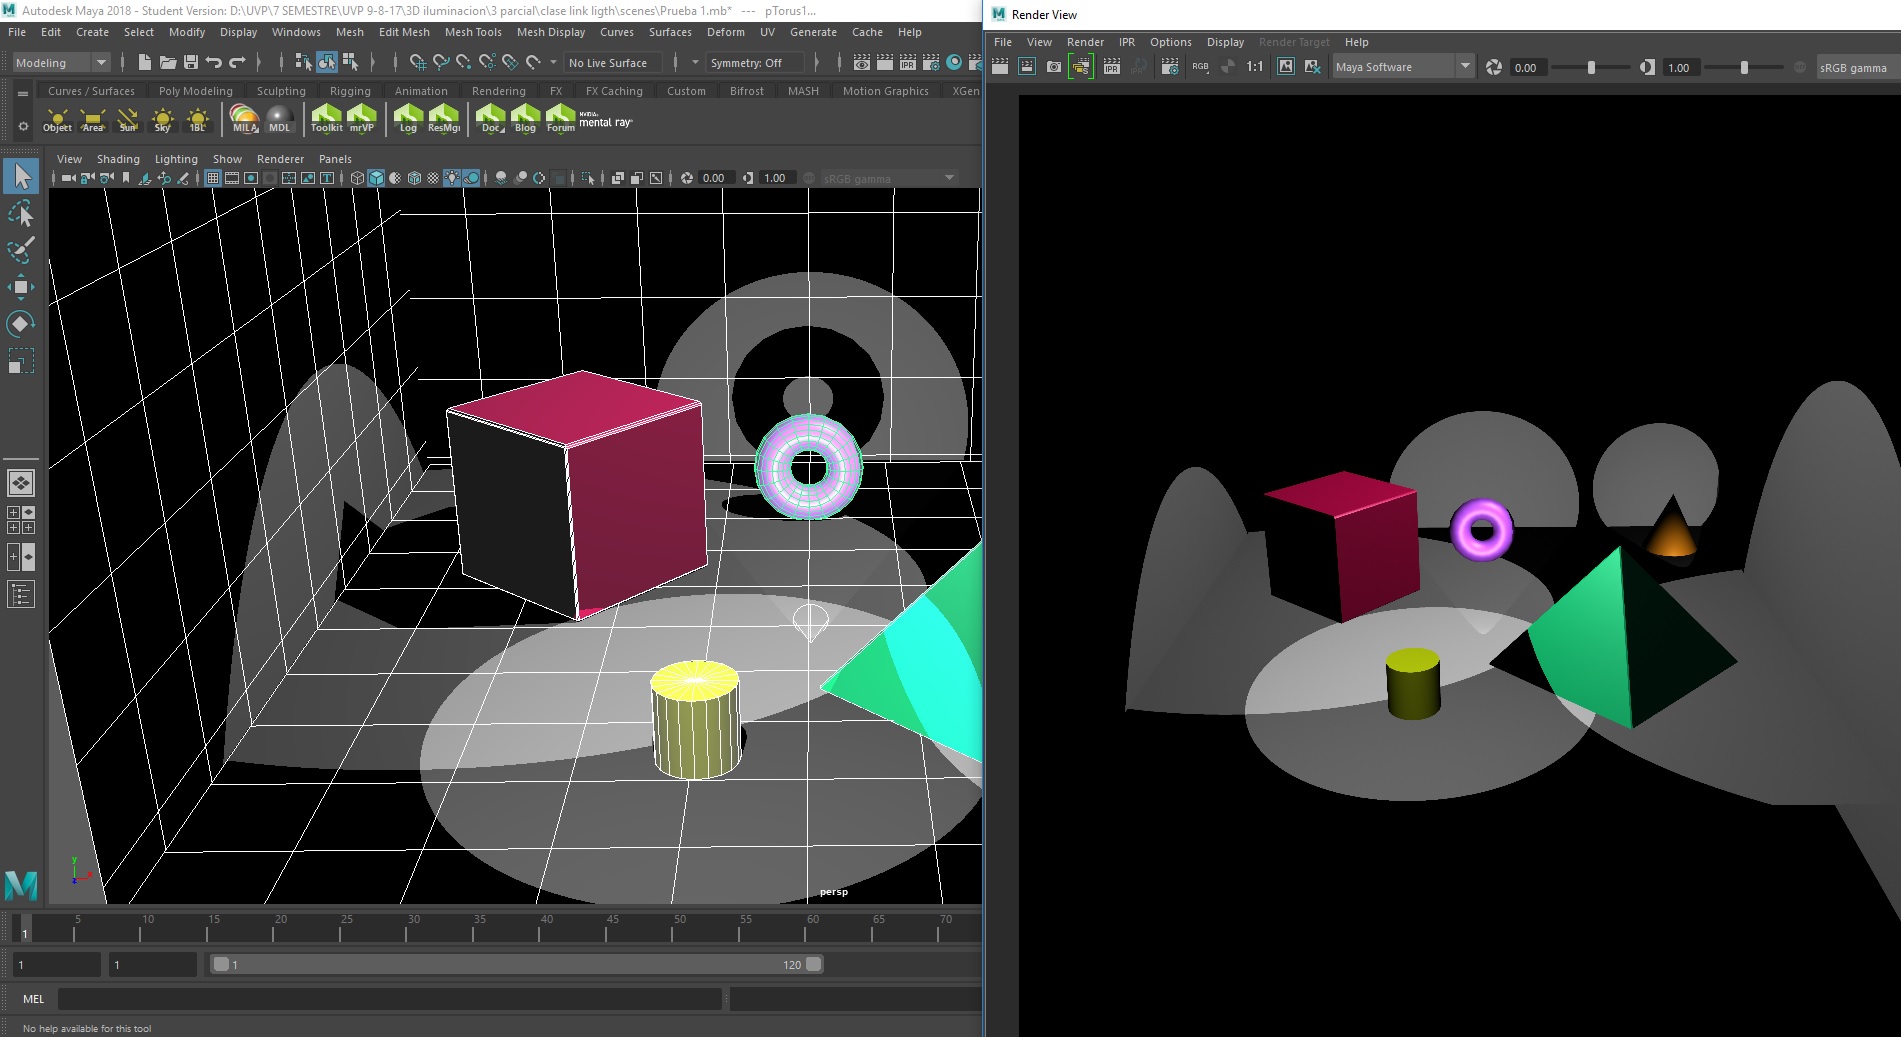 Autodesk Maya 2018 - Student Version: D:\UVP\7 SEMESTRE\UVP 9-8-17\3D iluminacion\3 parcial\clase link ligth\scenes\Prueba 1.mb*   ---   pTorus1...
File Edit Create Select Modify Display Windows Mesh Edit Mesh Mesh Tools Mesh Display Curves Surfaces Deform UV Generate Cache Help
Modeling No Live Surface Symmetry: Off IPR
Curves / Surfaces Poly Modeling Sculpting Rigging Animation Rendering FX FX Caching Custom Bifrost MASH Motion Graphics XGen
Object Area Sun Sky IBL MILA MDL Toolkit mrVP Log ResMgr Doc Blog Forum NVIDIA. mental ray®
View Shading Lighting Show Renderer Panels
0.00 1.00 sRGB gamma
persp
y
x
z
5 10 15 20 25 30 35 40 45 50 55 60 65 70
1
1 1 1 120
MEL
No help available for this tool
Render View
File View Render IPR Options Display Render Target Help
IPR RGB 1:1 Maya Software 0.00 1.00 sRGB gamma